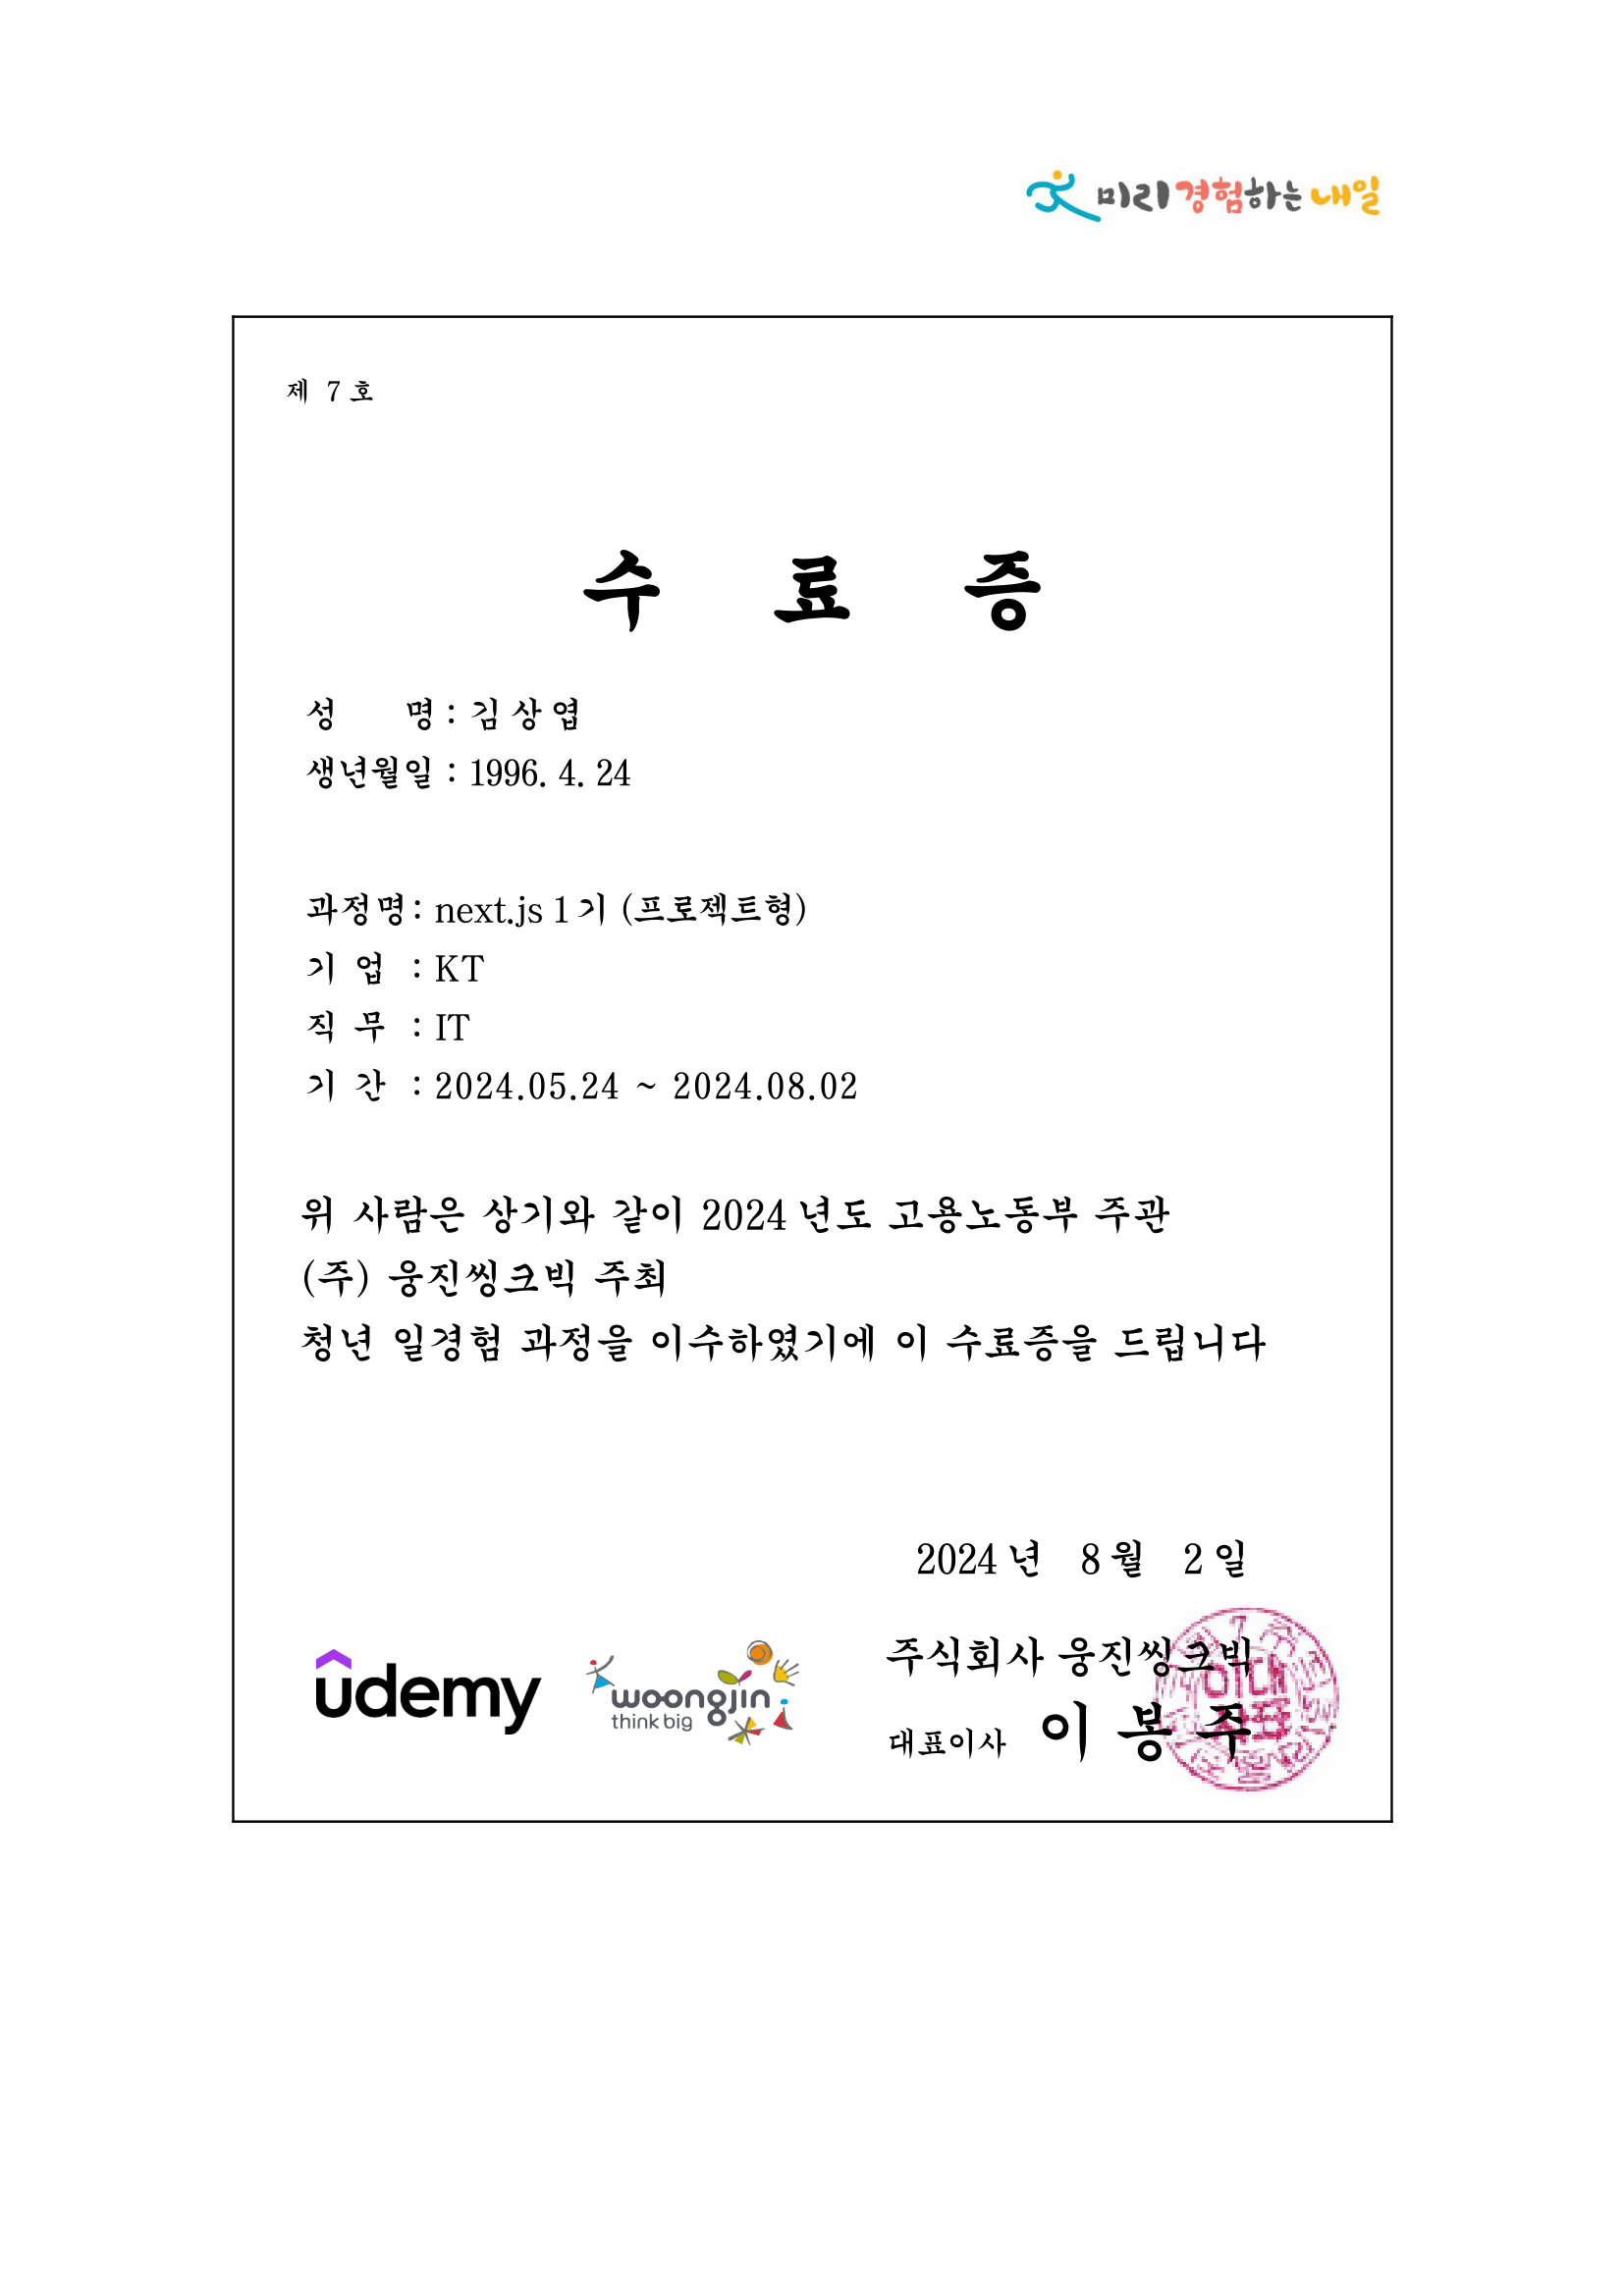 미리 경험하는 내일
제 7 호
수 료 증
성 명 : 김 상 엽
생년월일 : 1996. 4. 24
과정명 : next.js 1기 (프로젝트형)
기 업 : KT
직 무 : IT
기 간 : 2024.05.24 ~ 2024.08.02
위 사람은 상기와 같이 2024년도 고용노동부 주관
(주) 웅진씽크빅 주최
청년 일경험 과정을 이수하였기에 이 수료증을 드립니다
2024년 8월 2일
주식회사 웅진씽크빅
대표이사 이 봉 주
udemy
woongjin
think big